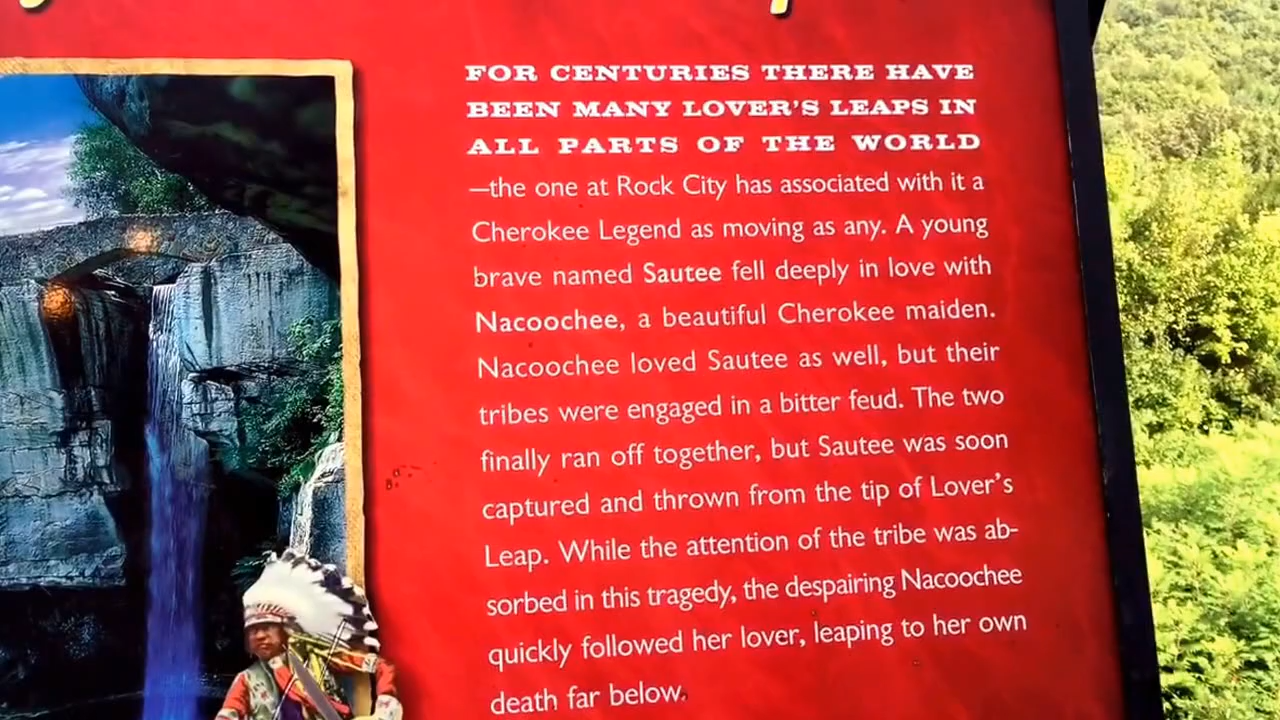 FOR CENTURIES THERE HAVE
BEEN MANY LOVER'S LEAPS IN
ALL PARTS OF THE WORLD
—the one at Rock City has associated with it a
Cherokee Legend as moving as any. A young
brave named Sautee fell deeply in love with
Nacoochee, a beautiful Cherokee maiden.
Nacoochee loved Sautee as well, but their
tribes were engaged in a bitter feud. The two
finally ran off together, but Sautee was soon
captured and thrown from the tip of Lover's
Leap. While the attention of the tribe was ab-
sorbed in this tragedy, the despairing Nacoochee
quickly followed her lover, leaping to her own
death far below.